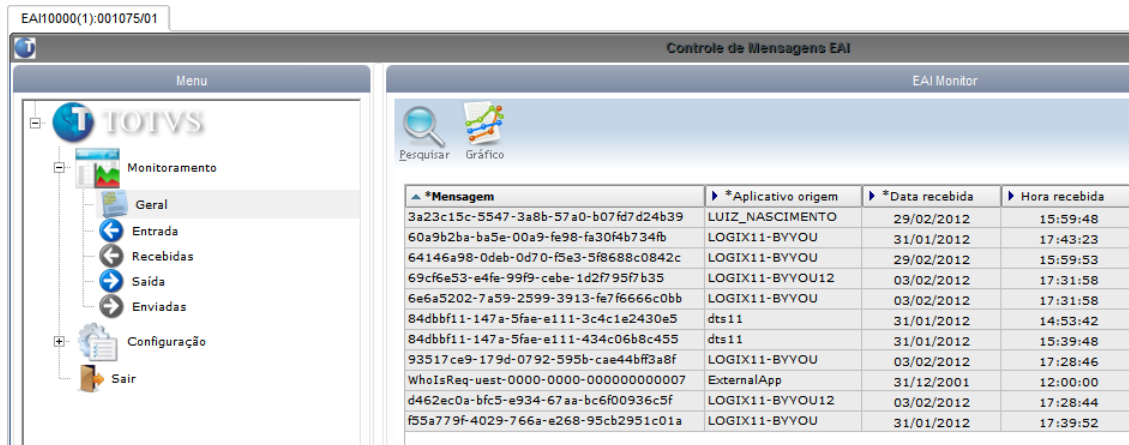 EAI10000(1):001075/01
Controle de Mensagens EAI
Menu
EAI Monitor
TOTVS
Monitoramento
Geral
Entrada
Recebidas
Saída
Enviadas
Configuração
Sair
Pesquisar Gráfico
*Mensagem *Aplicativo origem *Data recebida Hora recebida
3a23c15c-5547-3a8b-57a0-b07fd7d24b39 LUIZ_NASCIMENTO 29/02/2012 15:59:48
60a9b2ba-ba5e-00a9-fe98-fa30f4b734fb LOGIX11-BYYOU 31/01/2012 17:43:23
64146a98-0deb-0d70-f5e3-5f8688c0842c LOGIX11-BYYOU 29/02/2012 15:59:53
69cf6e53-e4fe-99f9-cebe-1d2f795f7b35 LOGIX11-BYYOU12 03/02/2012 17:31:58
6e6a5202-7a59-2599-3913-fe7f6666c0bb LOGIX11-BYYOU 03/02/2012 17:31:58
84dbbf11-147a-5fae-e111-3c4c1e2430e5 dts11 31/01/2012 14:53:42
84dbbf11-147a-5fae-e111-434c06b8c455 dts11 31/01/2012 15:39:48
93517ce9-179d-0792-595b-cae44bff3a8f LOGIX11-BYYOU 03/02/2012 17:28:46
WhoIsReq-uest-0000-0000-000000000007 ExternalApp 31/12/2001 12:00:00
d462ec0a-bfc5-e934-67aa-bc6f00936c5f LOGIX11-BYYOU12 03/02/2012 17:28:44
f55a779f-4029-766a-e268-95cb2951c01a LOGIX11-BYYOU 31/01/2012 17:39:52